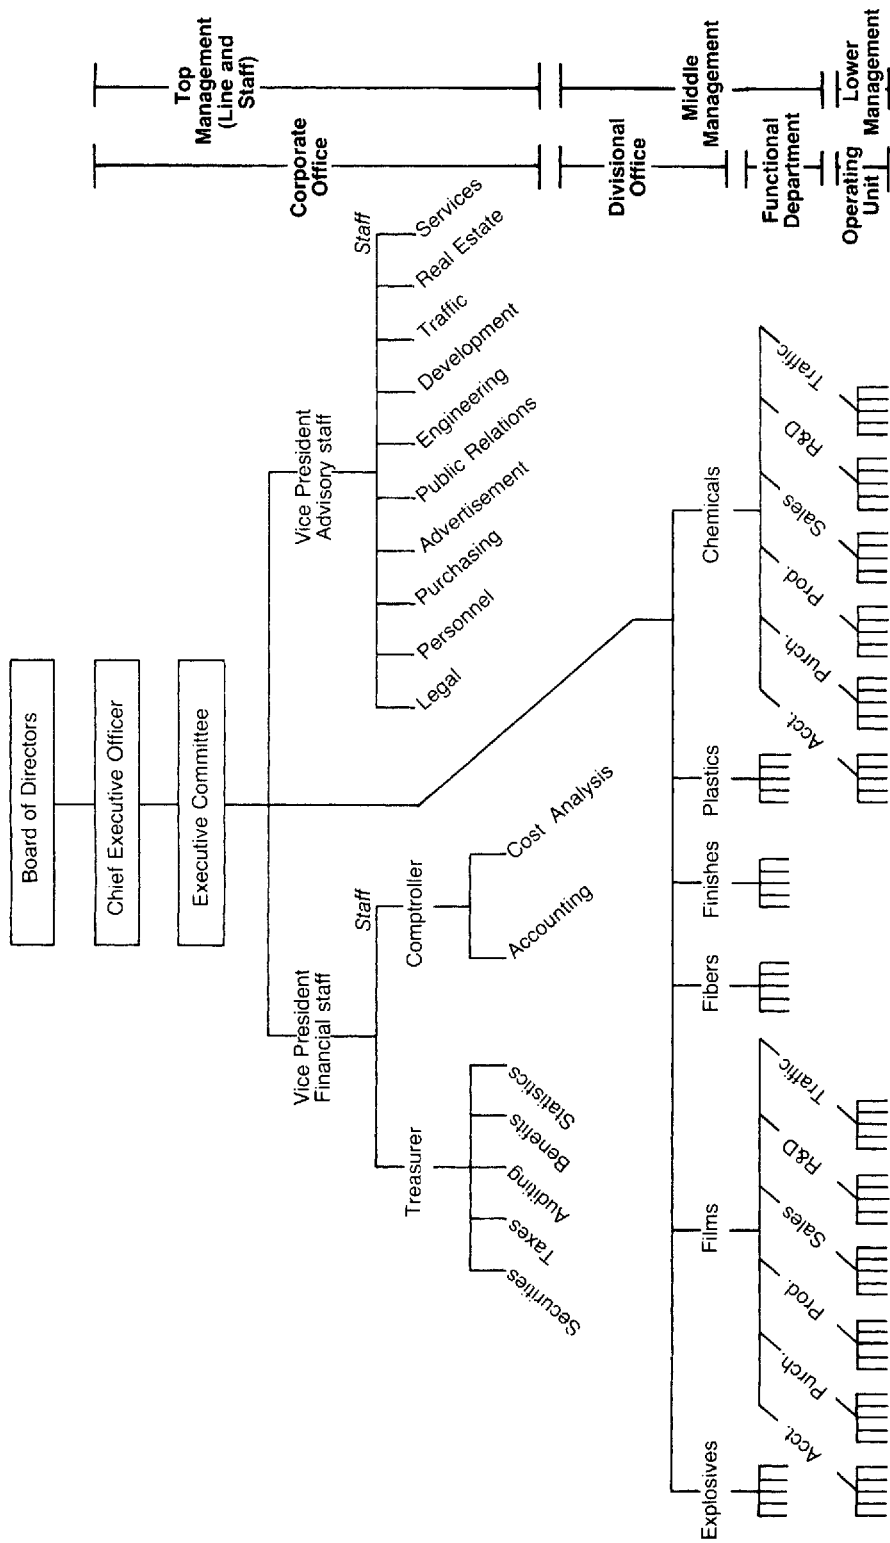 Board of Directors
Chief Executive Officer
Executive Committee
Vice President
Financial staff
Vice President
Advisory staff
Staff
Staff
Treasurer
Comptroller
Securities
Taxes
Auditing
Benefits
Statistics
Accounting
Cost Analysis
Legal
Personnel
Purchasing
Advertisement
Public Relations
Engineering
Development
Traffic
Real Estate
Services
Explosives
Films
Fibers
Finishes
Plastics
Chemicals
Acct.
Purch.
Prod.
Sales
R&D
Traffic
Acct.
Purch.
Prod.
Sales
R&D
Traffic
Corporate
Office
Top
Management
(Line and
Staff)
Divisional
Office
Middle
Management
Functional
Department
Operating
Unit
Lower
Management